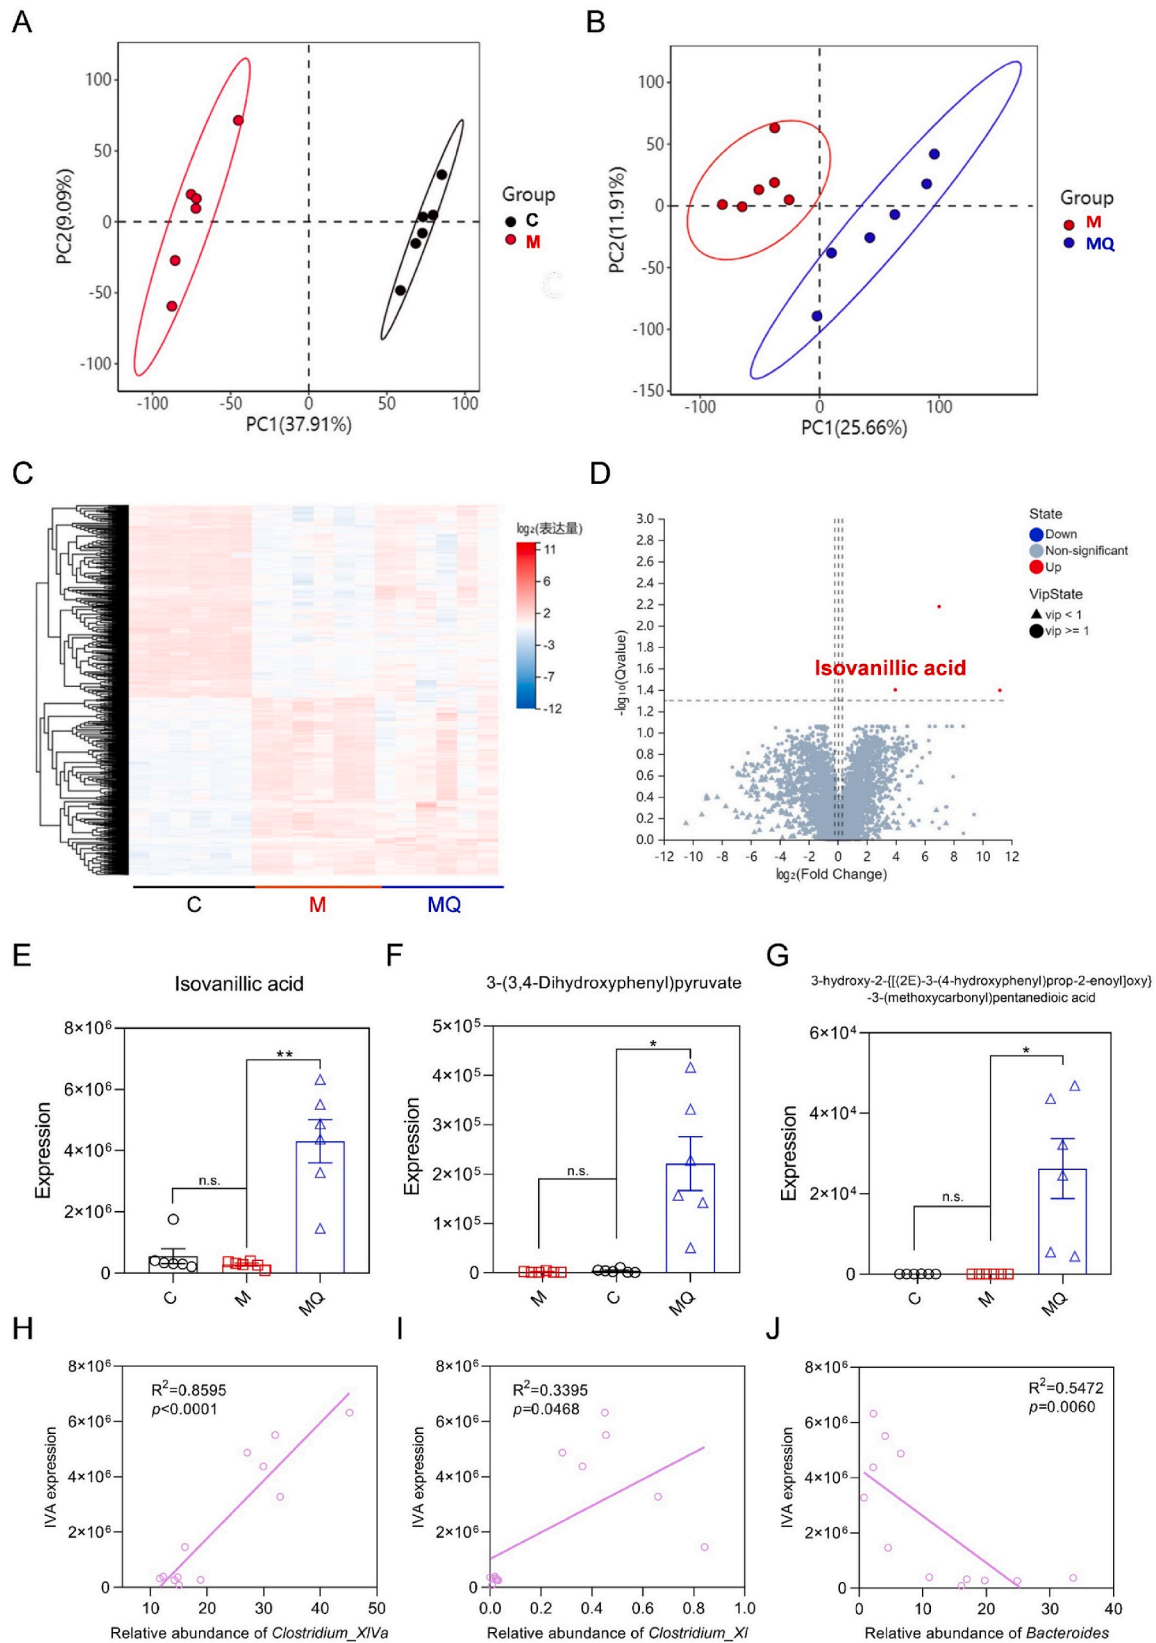 A
100
50
0
-50
-100
PC2(9.09%)
-100
-50
0
50
100
PC1(37.91%)
Group
C
M
B
100
50
0
-50
-100
-150
PC2(11.91%)
-100
0
100
PC1(25.66%)
Group
M
MQ
C
log₂(表达量)
11
6
2
-3
-7
-12
C
M
MQ
D
3.0
2.8
2.6
2.4
2.2
2.0
1.8
1.6
1.4
1.2
1.0
0.8
0.6
0.4
0.2
0.0
-log₁₀(Qvalue)
Isovanillic acid
-12 -10 -8 -6 -4 -2 0 2 4 6 8 10 12
log₂(Fold Change)
State
Down
Non-significant
Up
VipState
vip < 1
vip >= 1
E
Isovanillic acid
8×10⁶
6×10⁶
4×10⁶
2×10⁶
0
Expression
n.s.
**
C
M
MQ
F
3-(3,4-Dihydroxyphenyl)pyruvate
5×10⁵
4×10⁵
3×10⁵
2×10⁵
1×10⁵
0
Expression
n.s.
*
M
C
MQ
G
3-hydroxy-2-{[(2E)-3-(4-hydroxyphenyl)prop-2-enoyl]oxy}
-3-(methoxycarbonyl)pentanedioic acid
6×10⁴
4×10⁴
2×10⁴
0
Expression
n.s.
*
C
M
MQ
H
8×10⁶
6×10⁶
4×10⁶
2×10⁶
0
IVA expression
R²=0.8595
p<0.0001
10 20 30 40 50
Relative abundance of Clostridium_XlVa
I
8×10⁶
6×10⁶
4×10⁶
2×10⁶
0
IVA expression
R²=0.3395
p=0.0468
0.0 0.2 0.4 0.6 0.8 1.0
Relative abundance of Clostridium_XI
J
8×10⁶
6×10⁶
4×10⁶
2×10⁶
0
IVA expression
R²=0.5472
p=0.0060
0 10 20 30 40
Relative abundance of Bacteroides